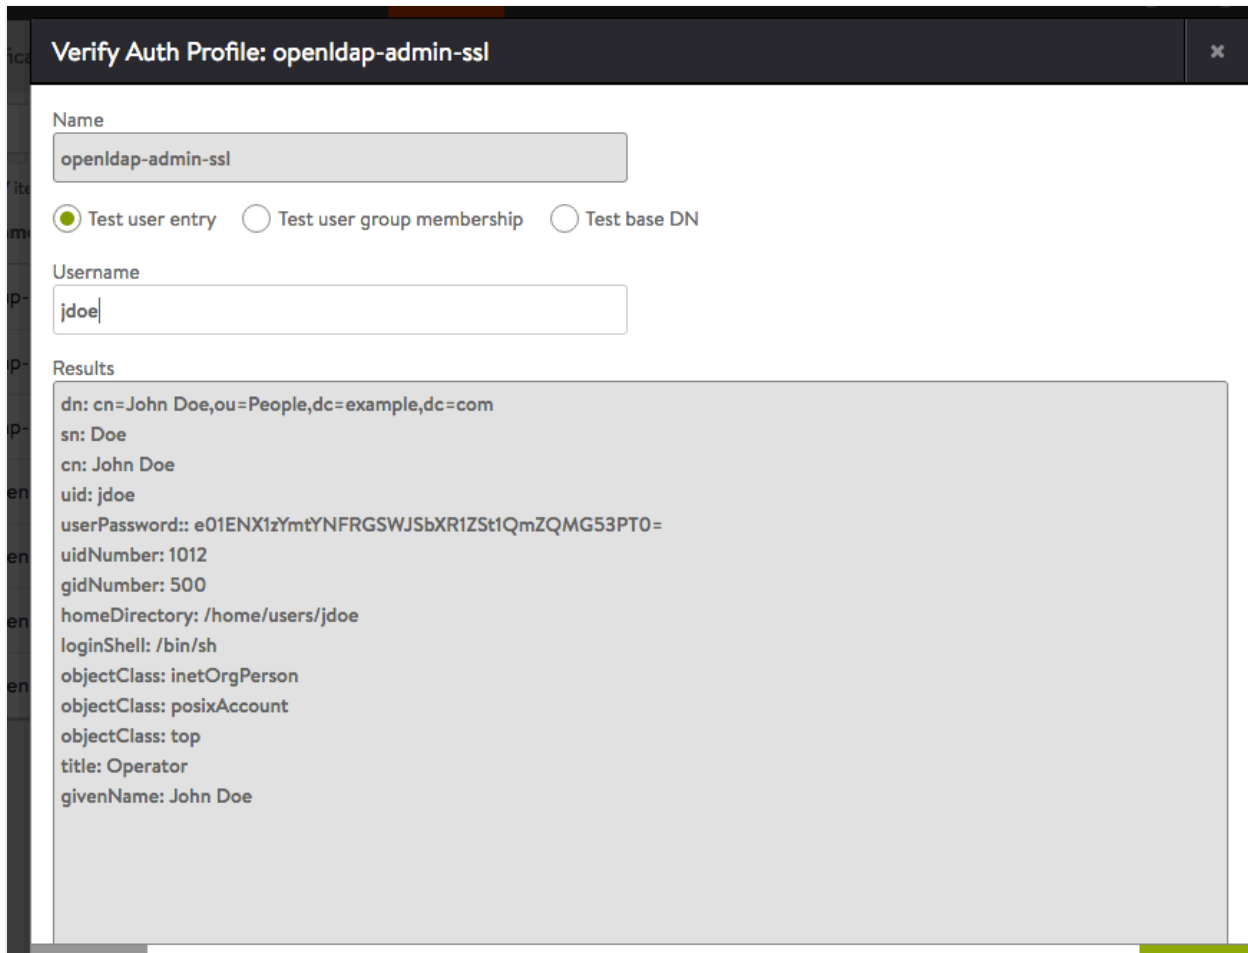 Verify Auth Profile: openldap-admin-ssl
Name
openldap-admin-ssl
Test user entry Test user group membership Test base DN
Username
jdoe
Results
dn: cn=John Doe,ou=People,dc=example,dc=com
sn: Doe
cn: John Doe
uid: jdoe
userPassword:: e01ENX1zYmtYNFRGSWJSbXR1ZSt1QmZQMG53PT0=
uidNumber: 1012
gidNumber: 500
homeDirectory: /home/users/jdoe
loginShell: /bin/sh
objectClass: inetOrgPerson
objectClass: posixAccount
objectClass: top
title: Operator
givenName: John Doe